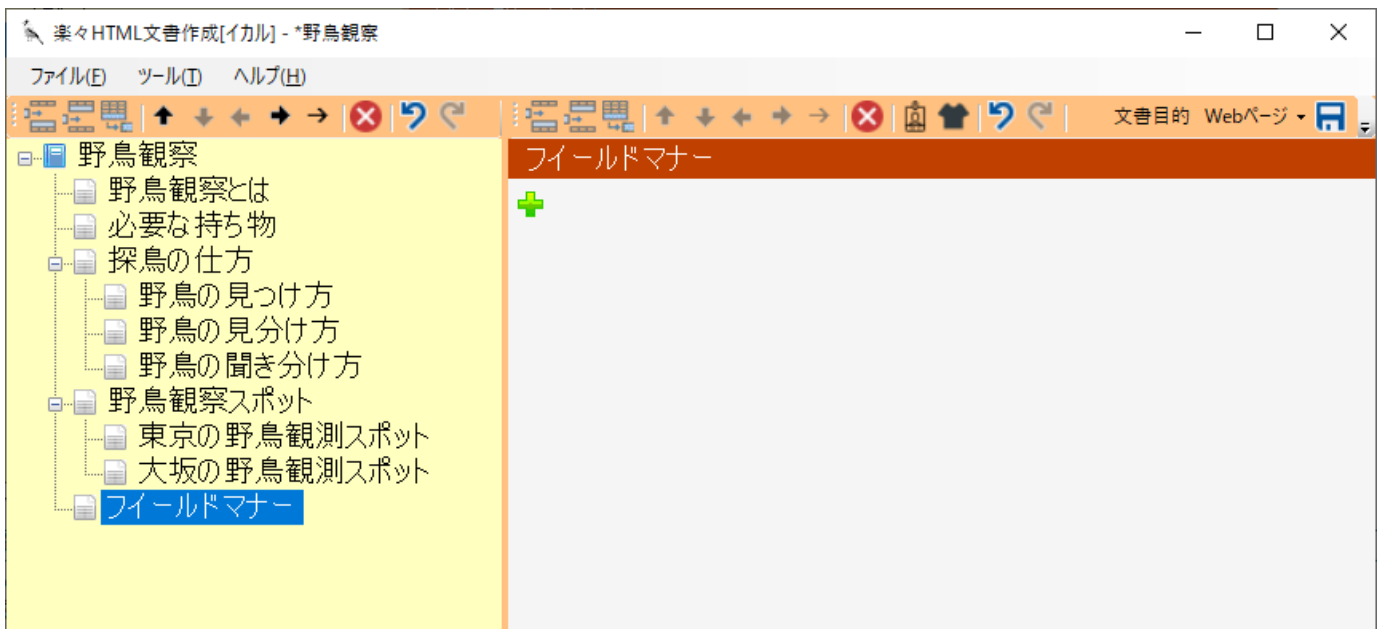 楽々HTML文書作成[イカル] - *野鳥観察
ファイル(F) ツール(T) ヘルプ(H)
文書目的 Webページ
野鳥観察
野鳥観察とは
必要な持ち物
探鳥の仕方
野鳥の見つけ方
野鳥の見分け方
野鳥の聞き分け方
野鳥観察スポット
東京の野鳥観測スポット
大坂の野鳥観測スポット
フイールドマナー
フイールドマナー